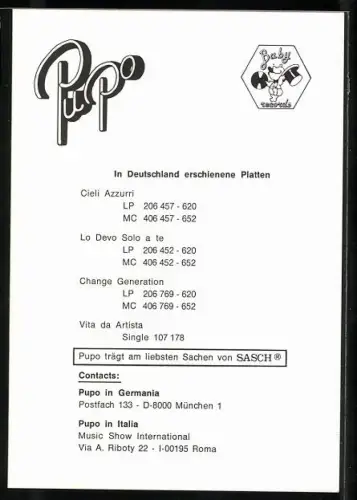 Pupo
Baby
records
In Deutschland erschienene Platten
Cieli Azzurri
LP 206 457 - 620
MC 406 457 - 652
Lo Devo Solo a te
LP 206 452 - 620
MC 406 452 - 652
Change Generation
LP 206 769 - 620
MC 406 769 - 652
Vita da Artista
Single 107 178
Pupo trägt am liebsten Sachen von SASCH®
Contacts:
Pupo in Germania
Postfach 133 - D-8000 München 1
Pupo in Italia
Music Show International
Via A. Riboty 22 - I-00195 Roma